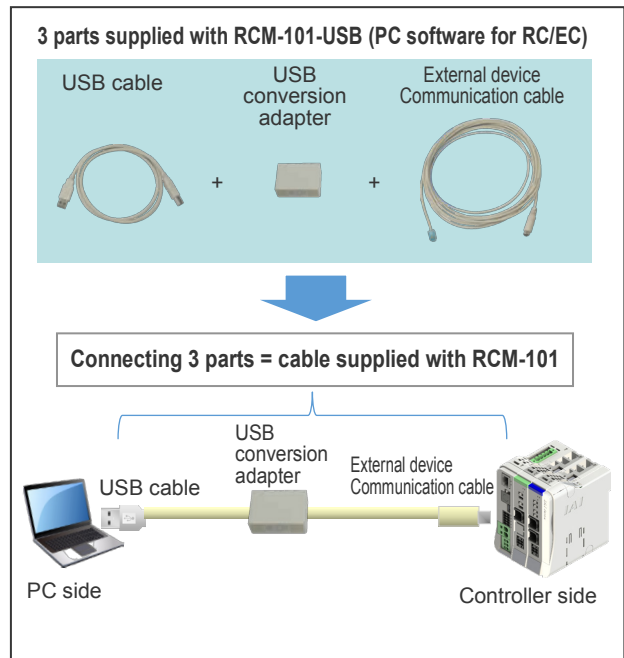 3 parts supplied with RCM-101-USB (PC software for RC/EC)
USB cable
USB
conversion
adapter
External device
Communication cable
+
+
Connecting 3 parts = cable supplied with RCM-101
USB cable
USB
conversion
adapter
External device
Communication cable
PC side
IAI
Controller side